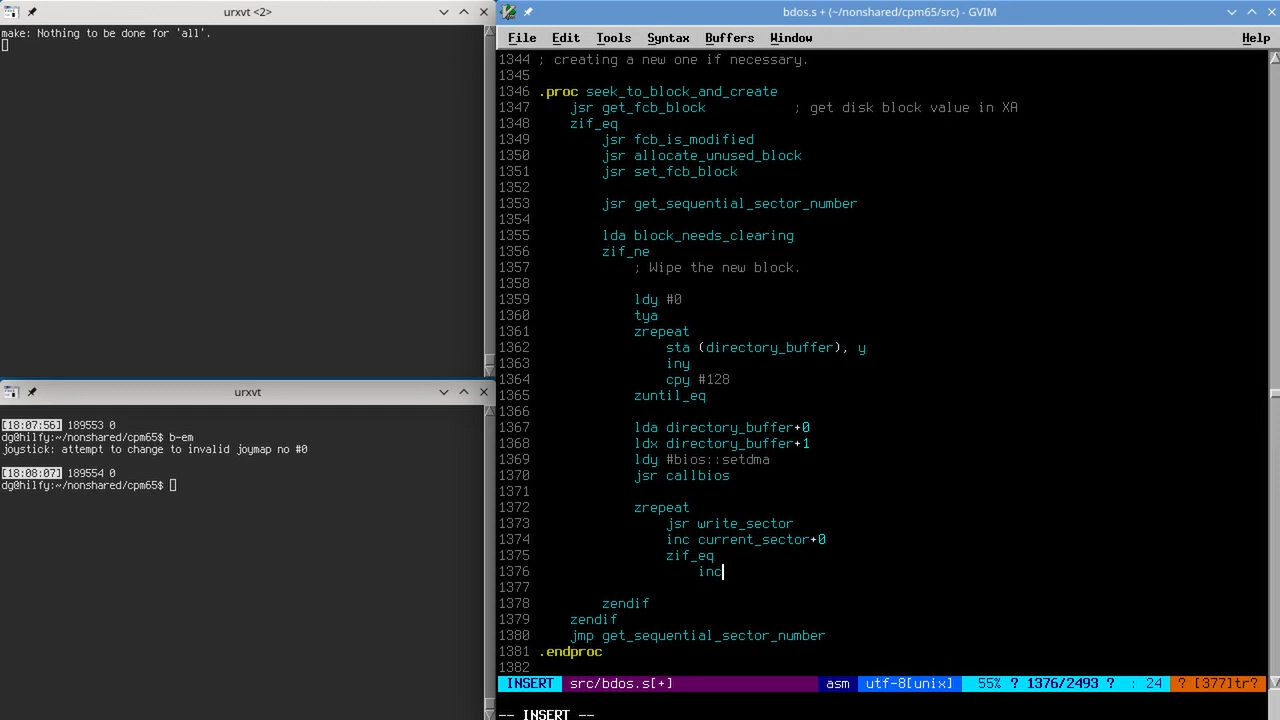 urxvt <2>
make: Nothing to be done for 'all'.
urxvt
[18:07:56] 189553 0
dg@hilfy:~/nonshared/cpm65$ b-em
joystick: attempt to change to invalid joymap no #0
[18:08:07] 189554 0
dg@hilfy:~/nonshared/cpm65$
bdos.s + (~/nonshared/cpm65/src) - GVIM
File Edit Tools Syntax Buffers Window Help
1344 ; creating a new one if necessary.
1345
1346 .proc seek_to_block_and_create
1347     jsr get_fcb_block           ; get disk block value in XA
1348     zif_eq
1349         jsr fcb_is_modified
1350         jsr allocate_unused_block
1351         jsr set_fcb_block
1352
1353         jsr get_sequential_sector_number
1354
1355         lda block_needs_clearing
1356         zif_ne
1357             ; Wipe the new block.
1358
1359             ldy #0
1360             tya
1361             zrepeat
1362                 sta (directory_buffer), y
1363                 iny
1364                 cpy #128
1365             zuntil_eq
1366
1367             lda directory_buffer+0
1368             ldx directory_buffer+1
1369             ldy #bios::setdma
1370             jsr callbios
1371
1372             zrepeat
1373                 jsr write_sector
1374                 inc current_sector+0
1375                 zif_eq
1376                     inc
1377
1378         zendif
1379     zendif
1380     jmp get_sequential_sector_number
1381 .endproc
1382
INSERT src/bdos.s[+] asm utf-8[unix] 55% ? 1376/2493 ? : 24 ? [377]tr?
-- INSERT --